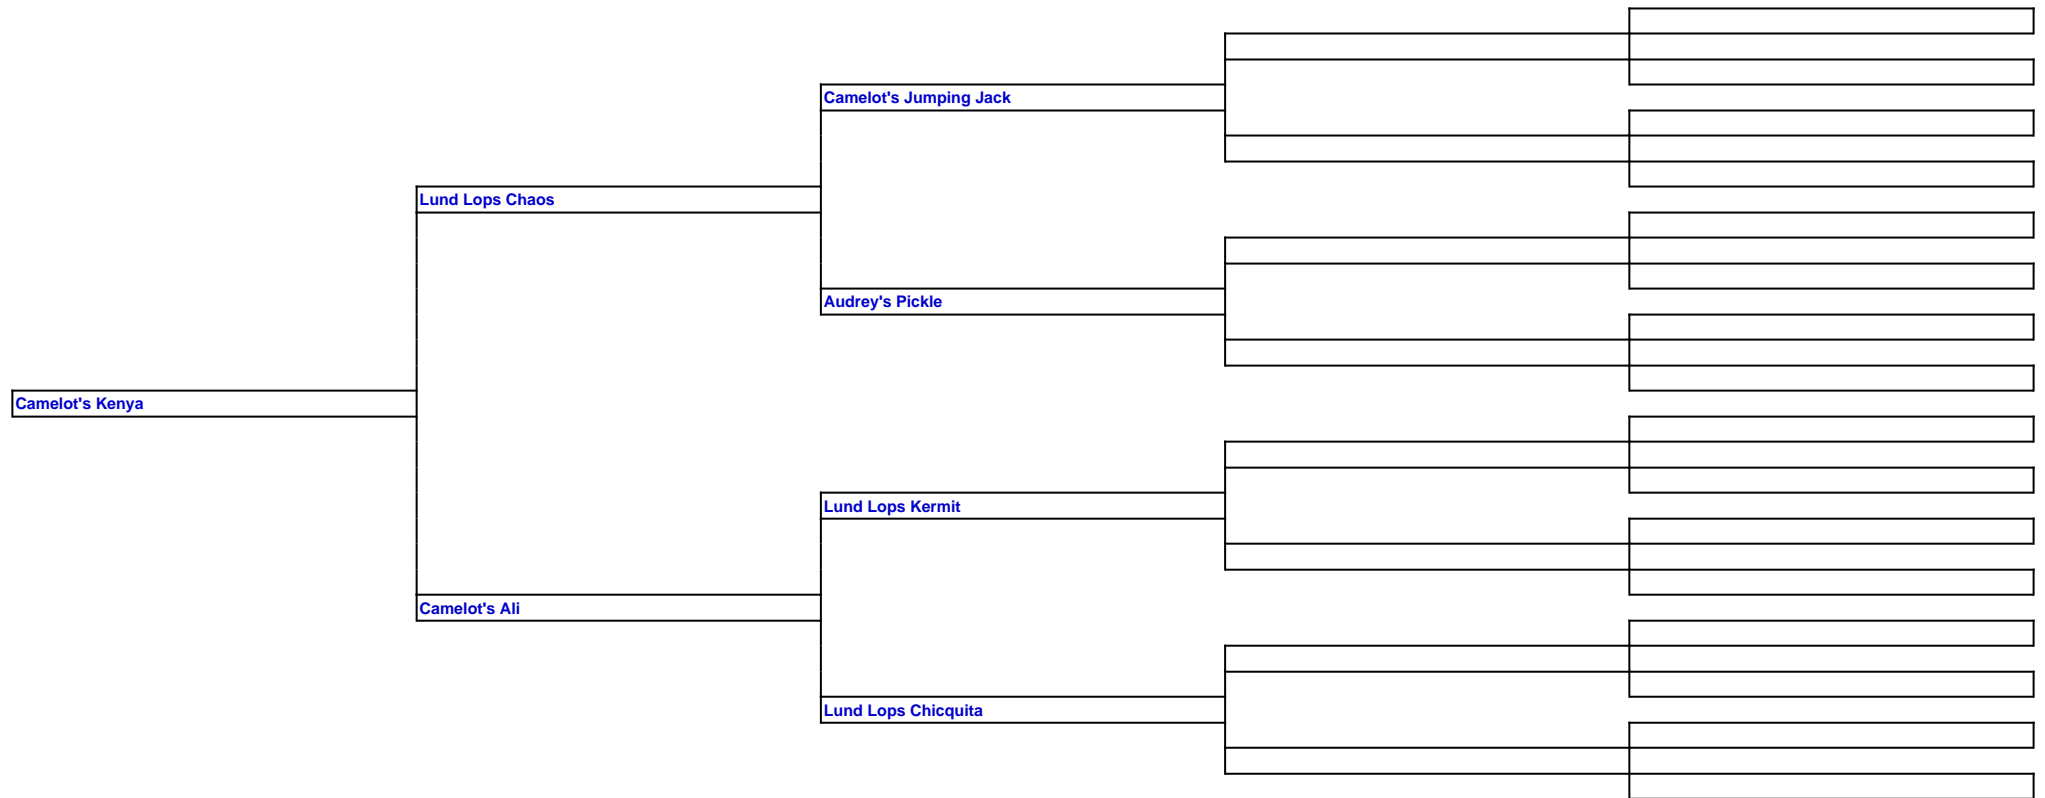 Camelot's Jumping Jack
Lund Lops Chaos
Audrey's Pickle
Camelot's Kenya
Lund Lops Kermit
Camelot's Ali
Lund Lops Chicquita